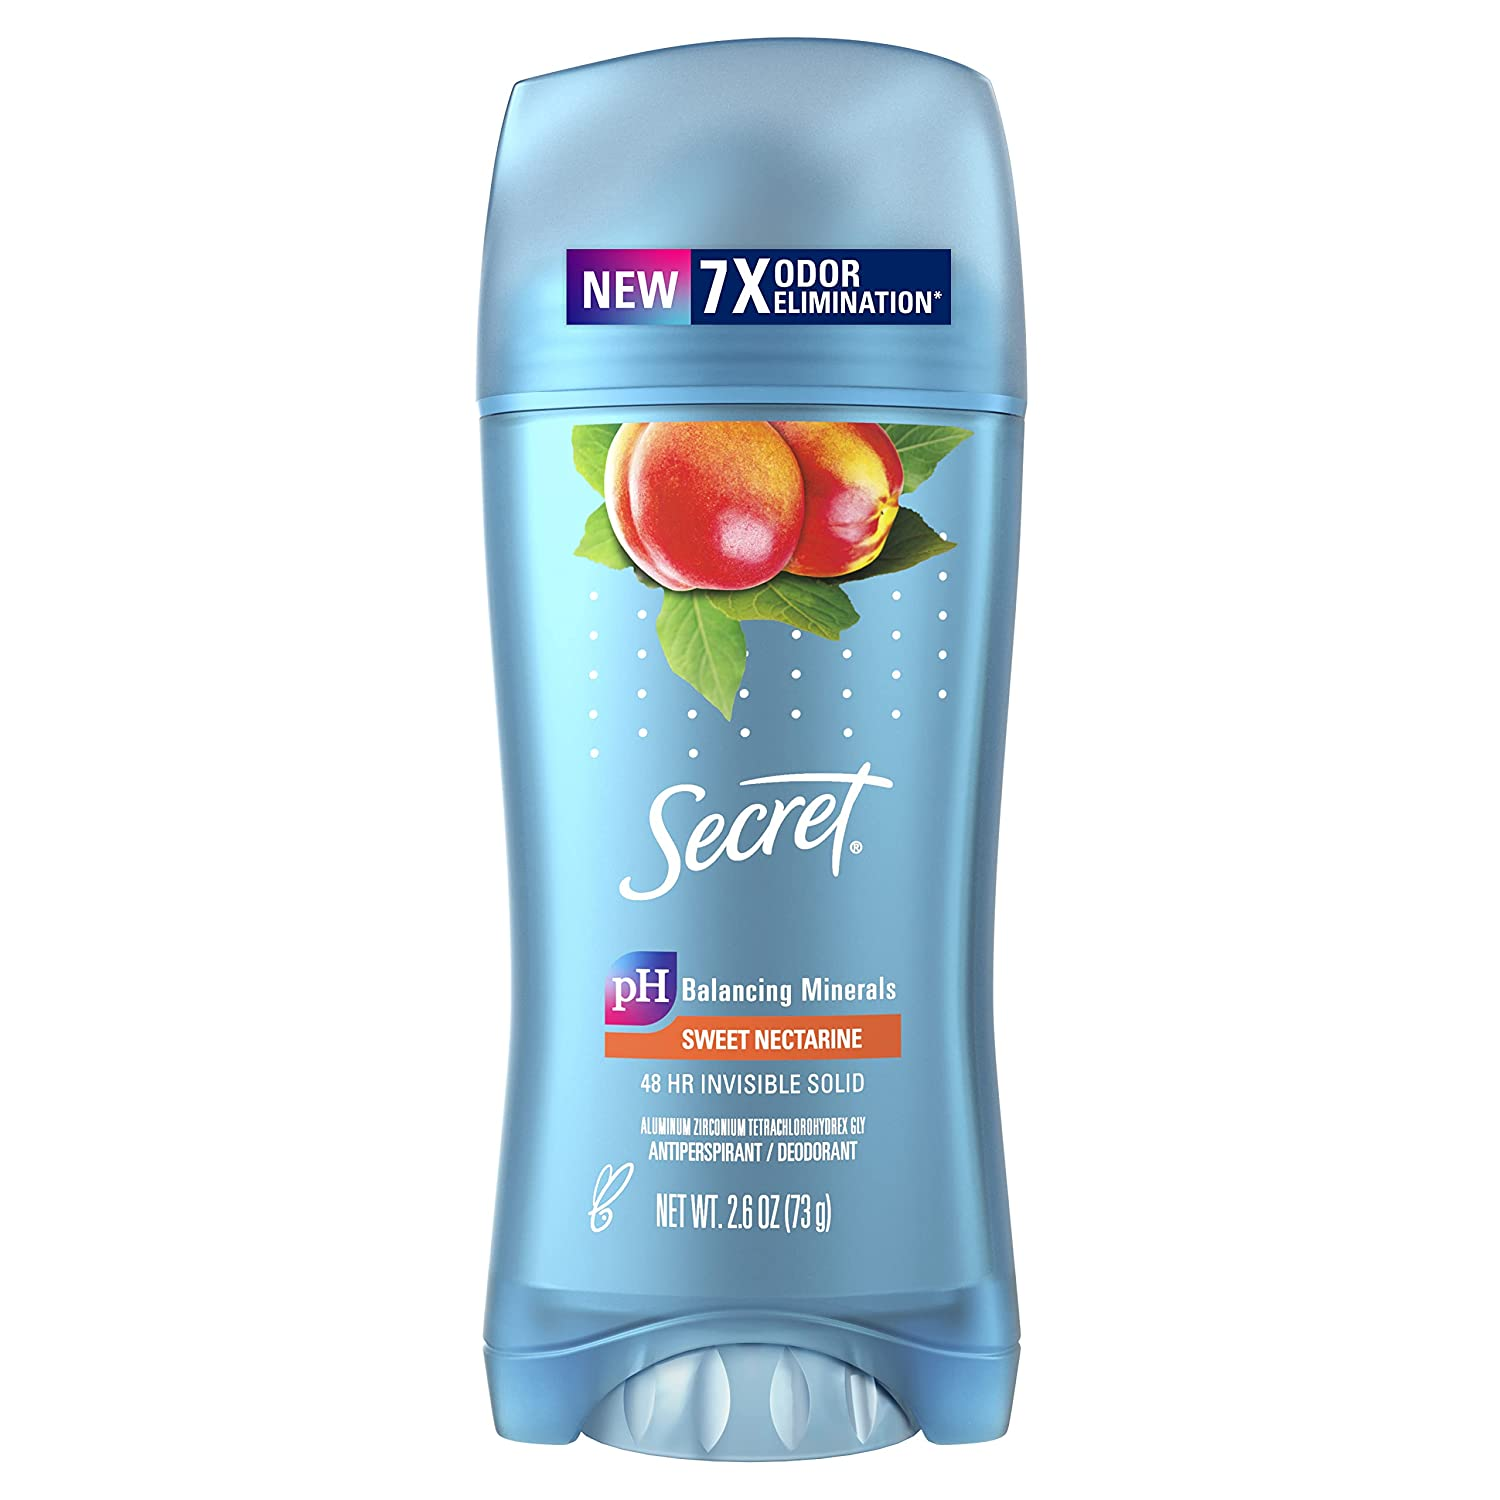 NEW 7X ODOR
ELIMINATION*
Secret®
pH Balancing Minerals
SWEET NECTARINE
48 HR INVISIBLE SOLID
ALUMINUM ZIRCONIUM TETRACHLOROHYDREX GLY
ANTIPERSPIRANT / DEODORANT
NET WT. 2.6 OZ (73 g)